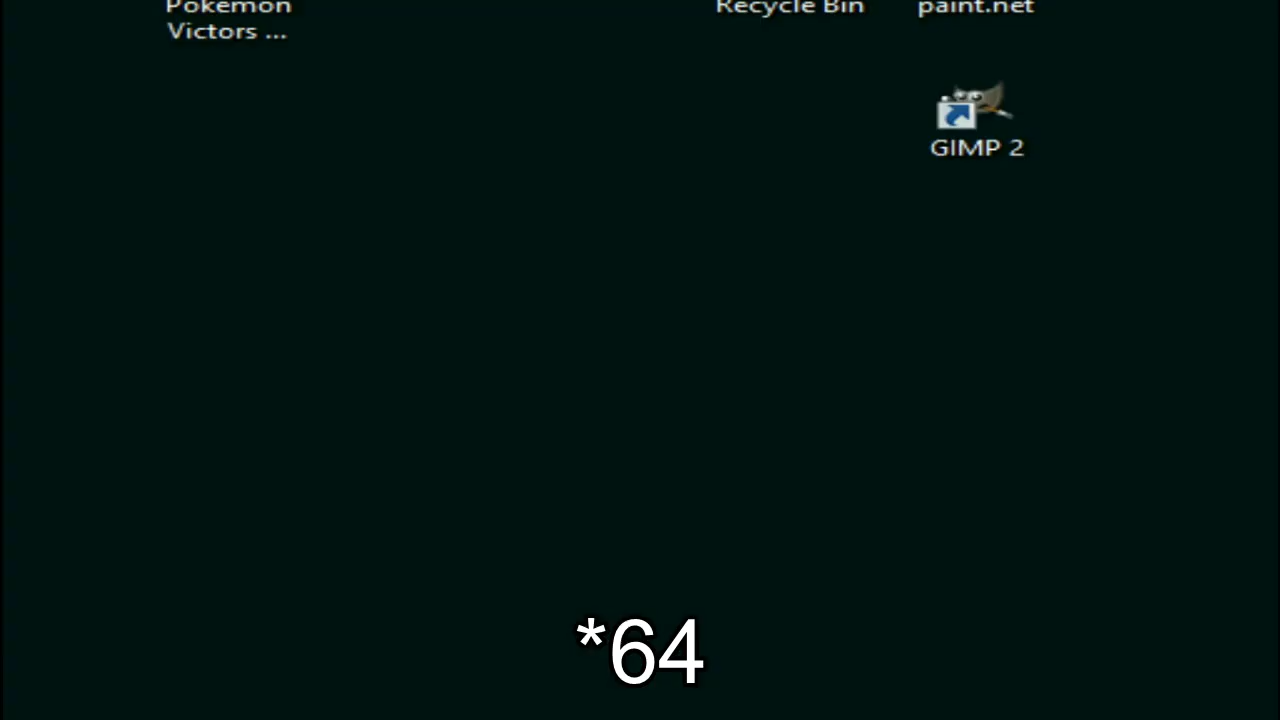 Pokemon
Victors ...
Recycle Bin
paint.net
GIMP 2
*64